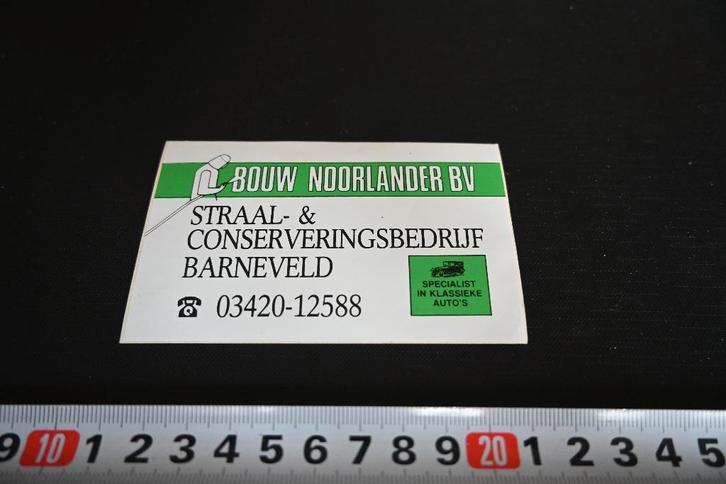 BOUW NOORLANDER BV
STRAAL- &
CONSERVERINGSBEDRIJF
BARNEVELD
☎ 03420-12588
SPECIALIST
IN KLASSIEKE
AUTO'S
9 10 1 2 3 4 5 6 7 8 9 20 1 2 3 4 5